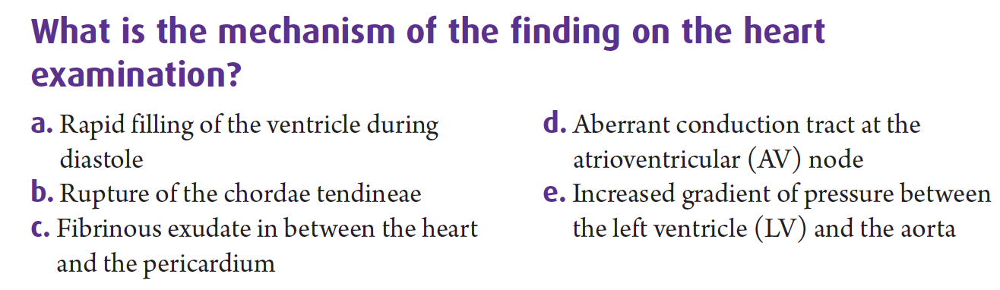 What is the mechanism of the finding on the heart
examination?
a. Rapid filling of the ventricle during
diastole
b. Rupture of the chordae tendineae
c. Fibrinous exudate in between the heart
and the pericardium
d. Aberrant conduction tract at the
atrioventricular (AV) node
e. Increased gradient of pressure between
the left ventricle (LV) and the aorta